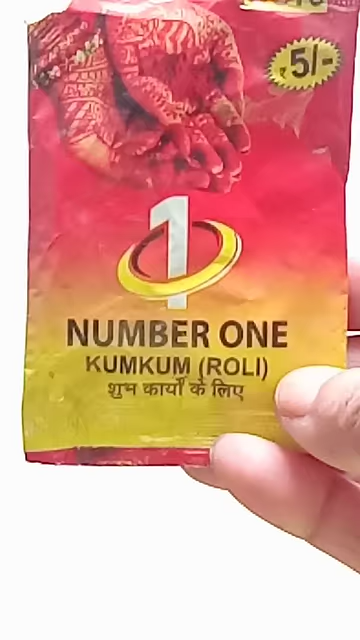 ₹5/-
1
NUMBER ONE
KUMKUM (ROLI)
शुभ कार्यों के लिए